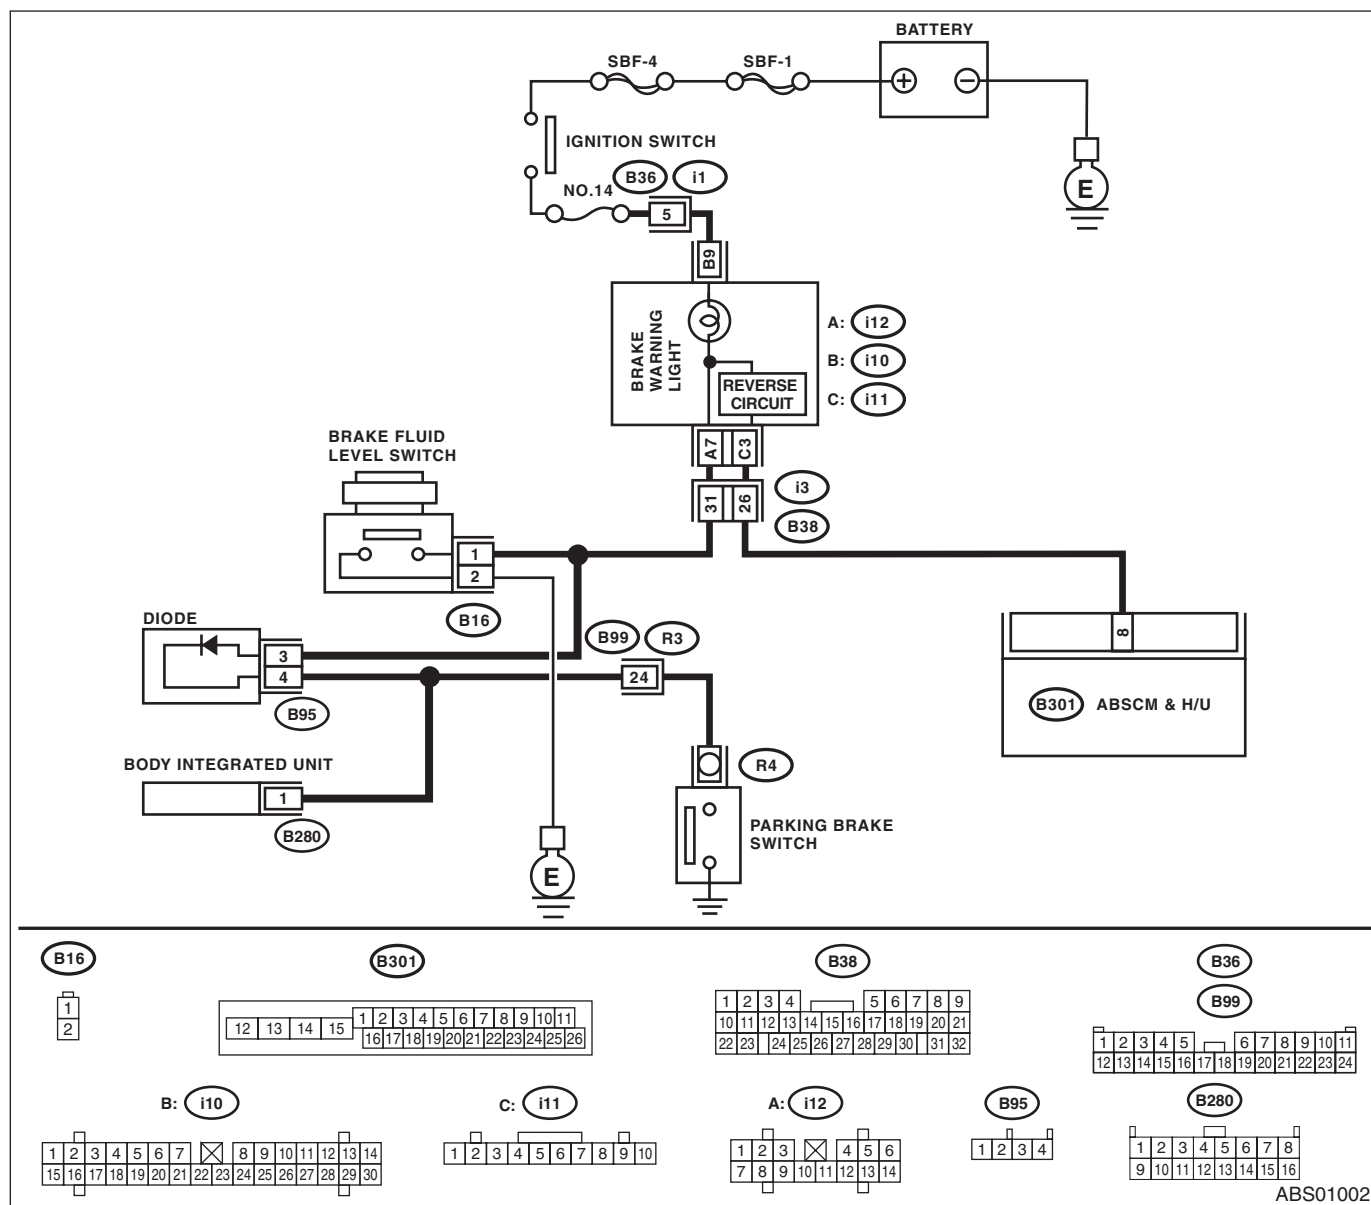 BATTERY
SBF-4 SBF-1
+ −
IGNITION SWITCH
E
B36 i1
NO.14
5
B9
BRAKE
WARNING
LIGHT
A: i12
B: i10
C: i11
REVERSE
CIRCUIT
A7 C3
BRAKE FLUID
LEVEL SWITCH
31 26
i3
B38
1
2
B16
DIODE
3
4
B95
B99 R3
24
8
B301 ABSCM & H/U
BODY INTEGRATED UNIT
1
B280
R4
PARKING BRAKE
SWITCH
E
B16
1
2
B301
1 2 3 4 5 6 7 8 9 10 11
12 13 14 15
16 17 18 19 20 21 22 23 24 25 26
B38
1 2 3 4 5 6 7 8 9
10 11 12 13 14 15 16 17 18 19 20 21
22 23 24 25 26 27 28 29 30 31 32
B36
B99
1 2 3 4 5 6 7 8 9 10 11
12 13 14 15 16 17 18 19 20 21 22 23 24
B: i10
1 2 3 4 5 6 7 8 9 10 11 12 13 14
15 16 17 18 19 20 21 22 23 24 25 26 27 28 29 30
C: i11
1 2 3 4 5 6 7 8 9 10
A: i12
1 2 3 4 5 6
7 8 9 10 11 12 13 14
B95
1 2 3 4
B280
1 2 3 4 5 6 7 8
9 10 11 12 13 14 15 16
ABS01002